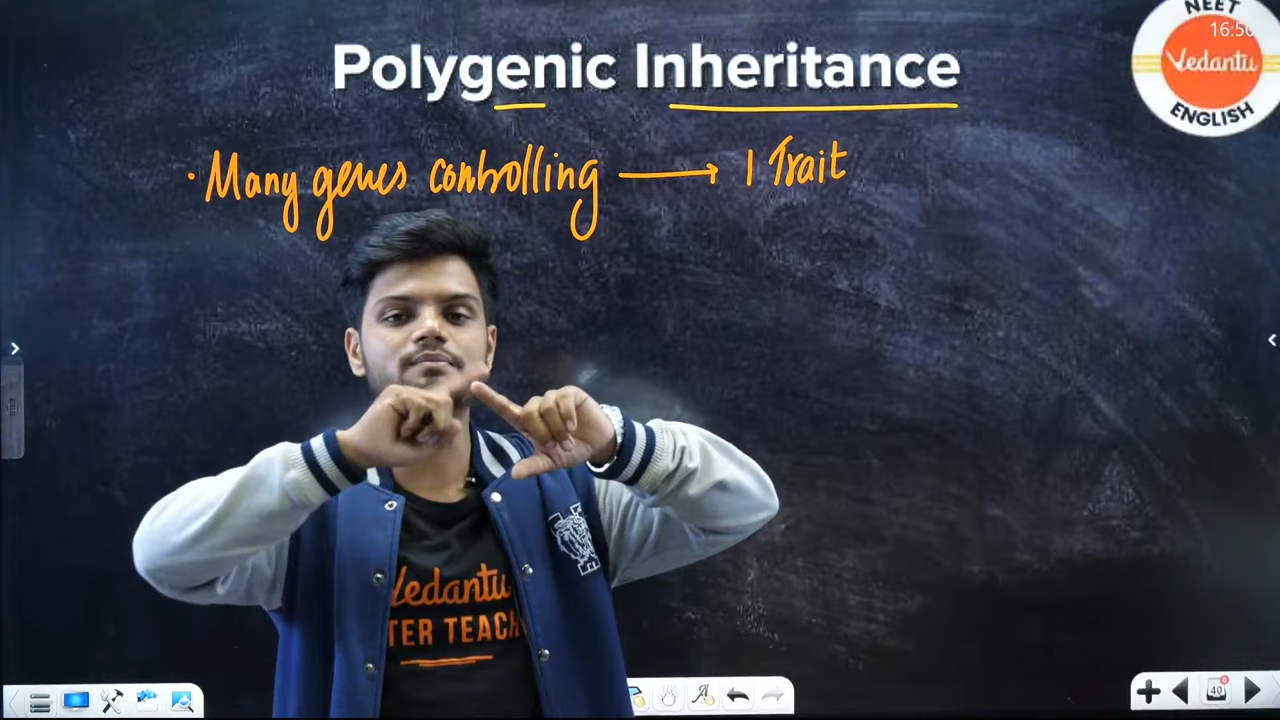 NEET
16:50
Vedantu
ENGLISH
Polygenic Inheritance
· Many genes controlling → 1 Trait
Vedantu
TER TEACH
40